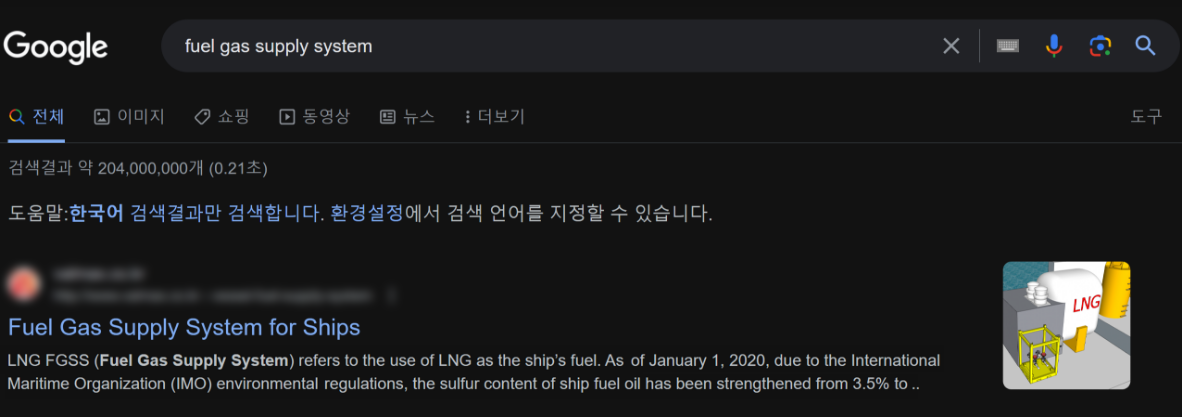 Google
fuel gas supply system
전체 이미지 쇼핑 동영상 뉴스 더보기 도구
검색결과 약 204,000,000개 (0.21초)
도움말:한국어 검색결과만 검색합니다. 환경설정에서 검색 언어를 지정할 수 있습니다.
Fuel Gas Supply System for Ships
LNG
LNG FGSS (Fuel Gas Supply System) refers to the use of LNG as the ship's fuel. As of January 1, 2020, due to the International
Maritime Organization (IMO) environmental regulations, the sulfur content of ship fuel oil has been strengthened from 3.5% to ..